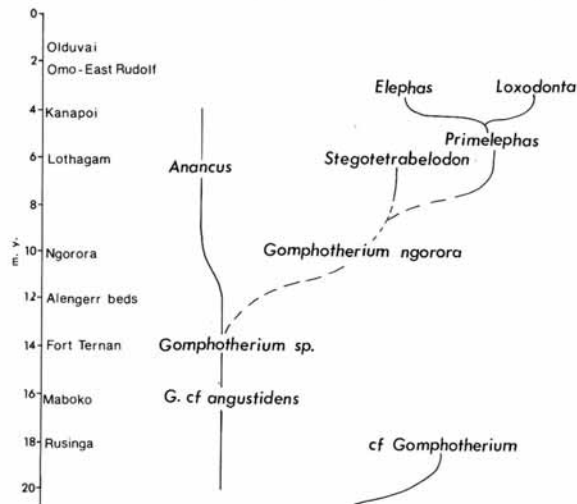 0
Olduvai
2
Omo-East Rudolf
Elephas Loxodonta
4 Kanapoi
Primelephas
6 Lothagam Anancus Stegotetrabelodon
8
m. y.
10 Ngorora Gomphotherium ngorora
12 Alengerr beds
14 Fort Ternan Gomphotherium sp.
16 Maboko G. cf angustidens
18 Rusinga cf Gomphotherium
20